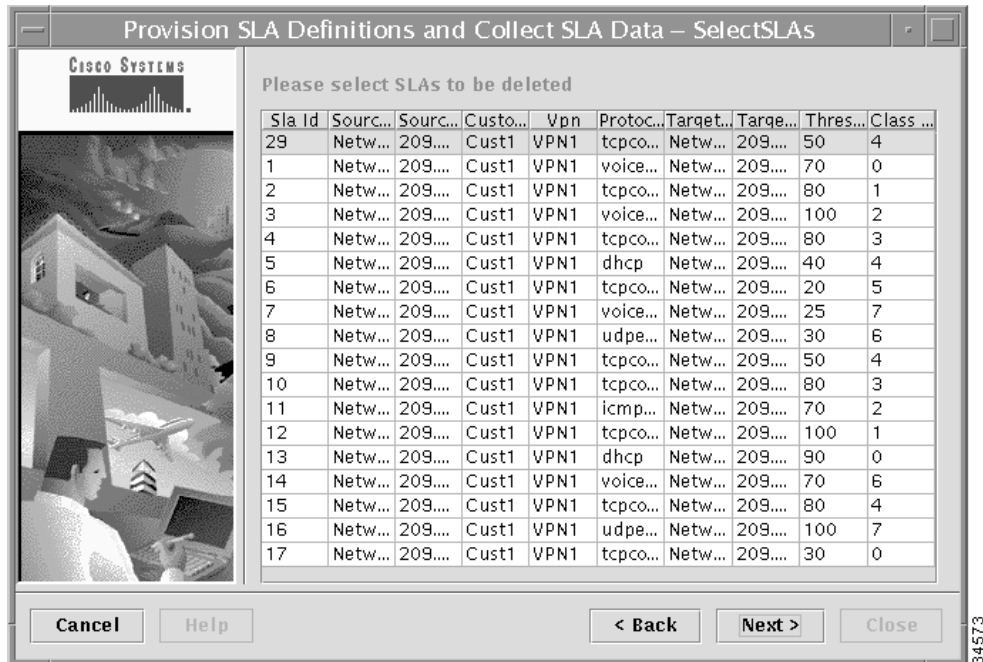 Provision SLA Definitions and Collect SLA Data – SelectSLAs
CISCO SYSTEMS
Please select SLAs to be deleted
Sla Id Sourc... Sourc... Custo... Vpn Protoc... Target... Targe... Thres... Class ...
29 Netw... 209.... Cust1 VPN1 tcpco... Netw... 209.... 50 4
1 Netw... 209.... Cust1 VPN1 voice... Netw... 209.... 70 0
2 Netw... 209.... Cust1 VPN1 tcpco... Netw... 209.... 80 1
3 Netw... 209.... Cust1 VPN1 voice... Netw... 209.... 100 2
4 Netw... 209.... Cust1 VPN1 tcpco... Netw... 209.... 80 3
5 Netw... 209.... Cust1 VPN1 dhcp Netw... 209.... 40 4
6 Netw... 209.... Cust1 VPN1 tcpco... Netw... 209.... 20 5
7 Netw... 209.... Cust1 VPN1 voice... Netw... 209.... 25 7
8 Netw... 209.... Cust1 VPN1 udpe... Netw... 209.... 30 6
9 Netw... 209.... Cust1 VPN1 tcpco... Netw... 209.... 50 4
10 Netw... 209.... Cust1 VPN1 tcpco... Netw... 209.... 80 3
11 Netw... 209.... Cust1 VPN1 icmp... Netw... 209.... 70 2
12 Netw... 209.... Cust1 VPN1 tcpco... Netw... 209.... 100 1
13 Netw... 209.... Cust1 VPN1 dhcp Netw... 209.... 90 0
14 Netw... 209.... Cust1 VPN1 voice... Netw... 209.... 70 6
15 Netw... 209.... Cust1 VPN1 tcpco... Netw... 209.... 80 4
16 Netw... 209.... Cust1 VPN1 udpe... Netw... 209.... 100 7
17 Netw... 209.... Cust1 VPN1 tcpco... Netw... 209.... 30 0
Cancel Help < Back Next > Close
34573